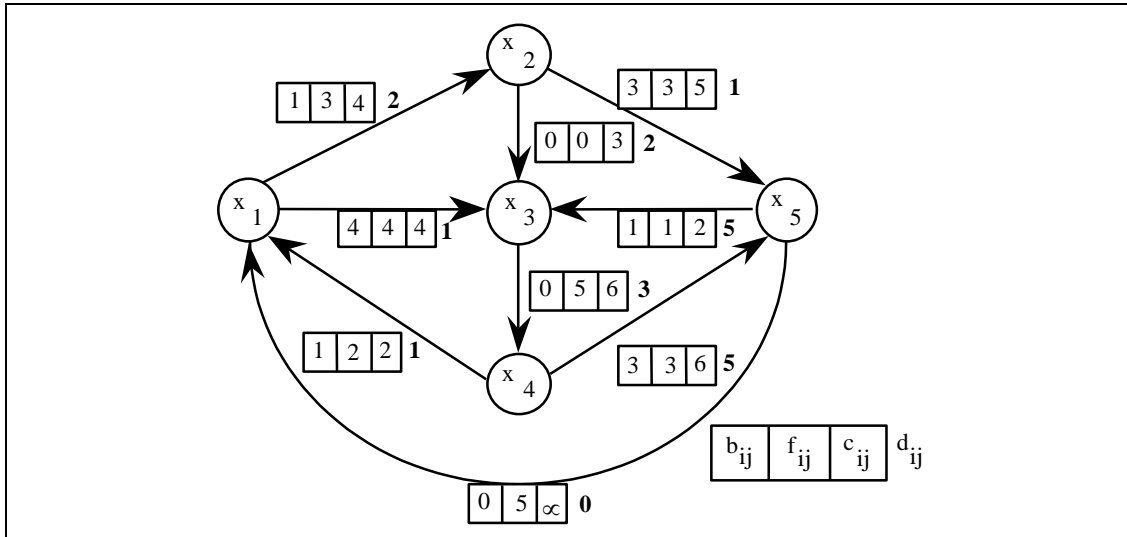 x 2
1 3 4 2
3 3 5 1
0 0 3 2
x 1
x 3
x 5
4 4 4 1
1 1 2 5
0 5 6 3
1 2 2 1
3 3 6 5
x 4
b ij f ij c ij d ij
0 5 ∝ 0